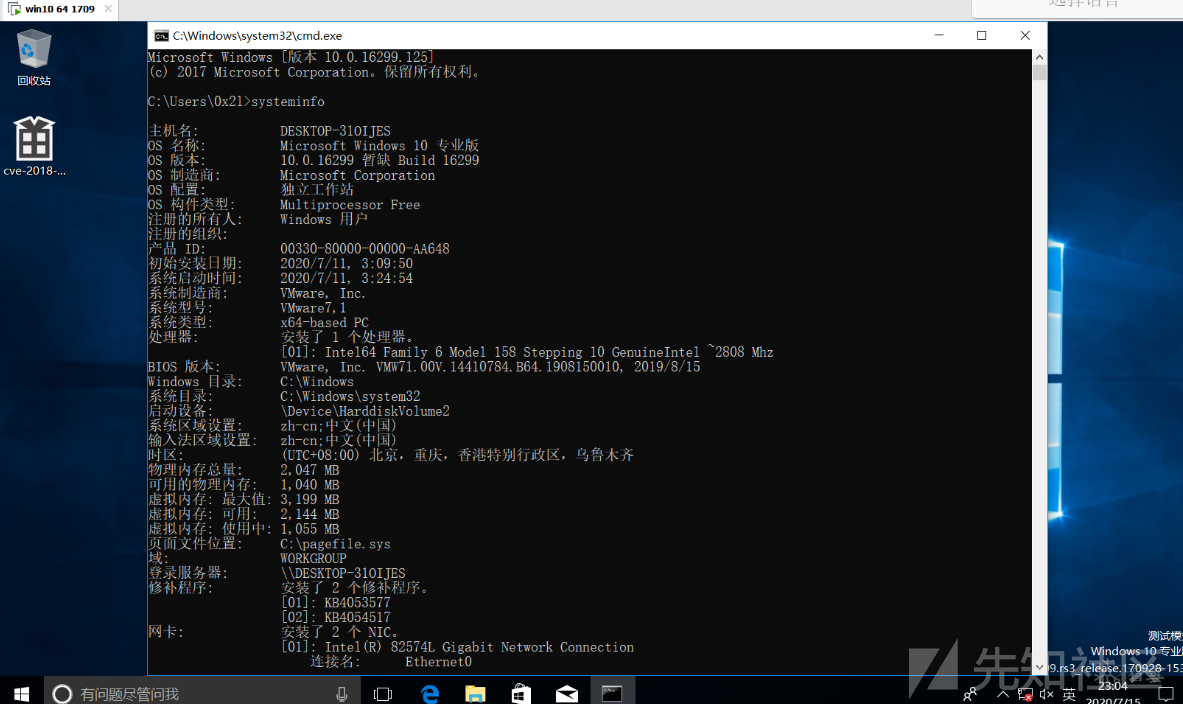 win10 64 1709
选择语言
回收站
cve-2018-...
C:\Windows\system32\cmd.exe
Microsoft Windows [版本 10.0.16299.125]
(c) 2017 Microsoft Corporation。保留所有权利。
C:\Users\0x2l>systeminfo
主机名: DESKTOP-31OIJES
OS 名称: Microsoft Windows 10 专业版
OS 版本: 10.0.16299 暂缺 Build 16299
OS 制造商: Microsoft Corporation
OS 配置: 独立工作站
OS 构件类型: Multiprocessor Free
注册的所有人: Windows 用户
注册的组织:
产品 ID: 00330-80000-00000-AA648
初始安装日期: 2020/7/11, 3:09:50
系统启动时间: 2020/7/11, 3:24:54
系统制造商: VMware, Inc.
系统型号: VMware7,1
系统类型: x64-based PC
处理器: 安装了 1 个处理器。
[01]: Intel64 Family 6 Model 158 Stepping 10 GenuineIntel ~2808 Mhz
BIOS 版本: VMware, Inc. VMW71.00V.14410784.B64.1908150010, 2019/8/15
Windows 目录: C:\Windows
系统目录: C:\Windows\system32
启动设备: \Device\HarddiskVolume2
系统区域设置: zh-cn;中文(中国)
输入法区域设置: zh-cn;中文(中国)
时区: (UTC+08:00) 北京，重庆，香港特别行政区，乌鲁木齐
物理内存总量: 2,047 MB
可用的物理内存: 1,040 MB
虚拟内存: 最大值: 3,199 MB
虚拟内存: 可用: 2,144 MB
虚拟内存: 使用中: 1,055 MB
页面文件位置: C:\pagefile.sys
域: WORKGROUP
登录服务器: \\DESKTOP-31OIJES
修补程序: 安装了 2 个修补程序。
[01]: KB4053577
[02]: KB4054517
网卡: 安装了 2 个 NIC。
[01]: Intel(R) 82574L Gigabit Network Connection
连接名: Ethernet0
测试模
Windows 10 专业
99.rs3_release.170928-153
先知社区
有问题尽管问我
英
23:04
2020/7/15